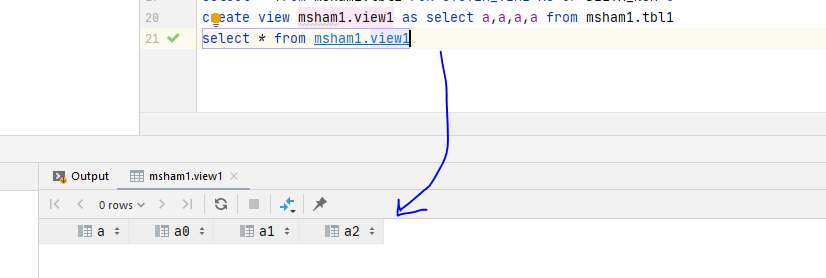 20 create view msham1.view1 as select a,a,a,a from msham1.tbl1
21 select * from msham1.view1
Output msham1.view1
0 rows
a a0 a1 a2